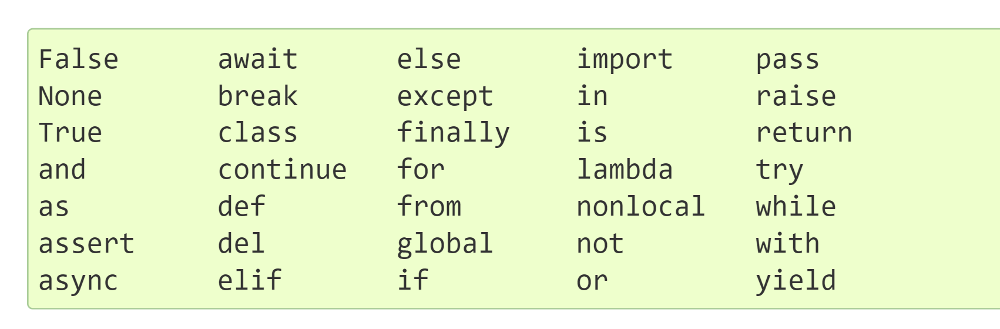 False      await      else       import     pass
None       break      except     in         raise
True       class      finally    is         return
and        continue   for        lambda     try
as         def        from       nonlocal   while
assert     del        global     not        with
async      elif       if         or         yield